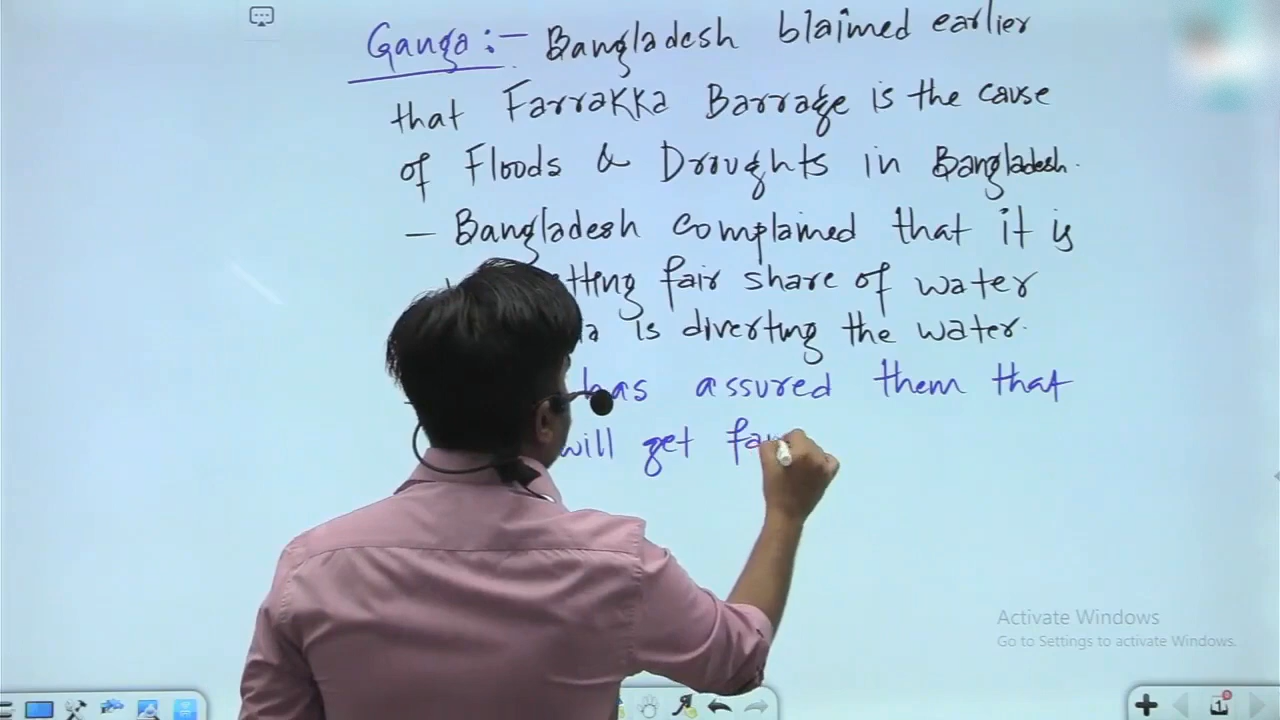 Ganga :- Bangladesh blaimed earlier
that Farrakka Barrage is the cause
of Floods & Droughts in Bangladesh.
- Bangladesh complained that it is
fair share of water
is diverting the water.
has assured them that
will get
Activate Windows
Go to Settings to activate Windows.
1